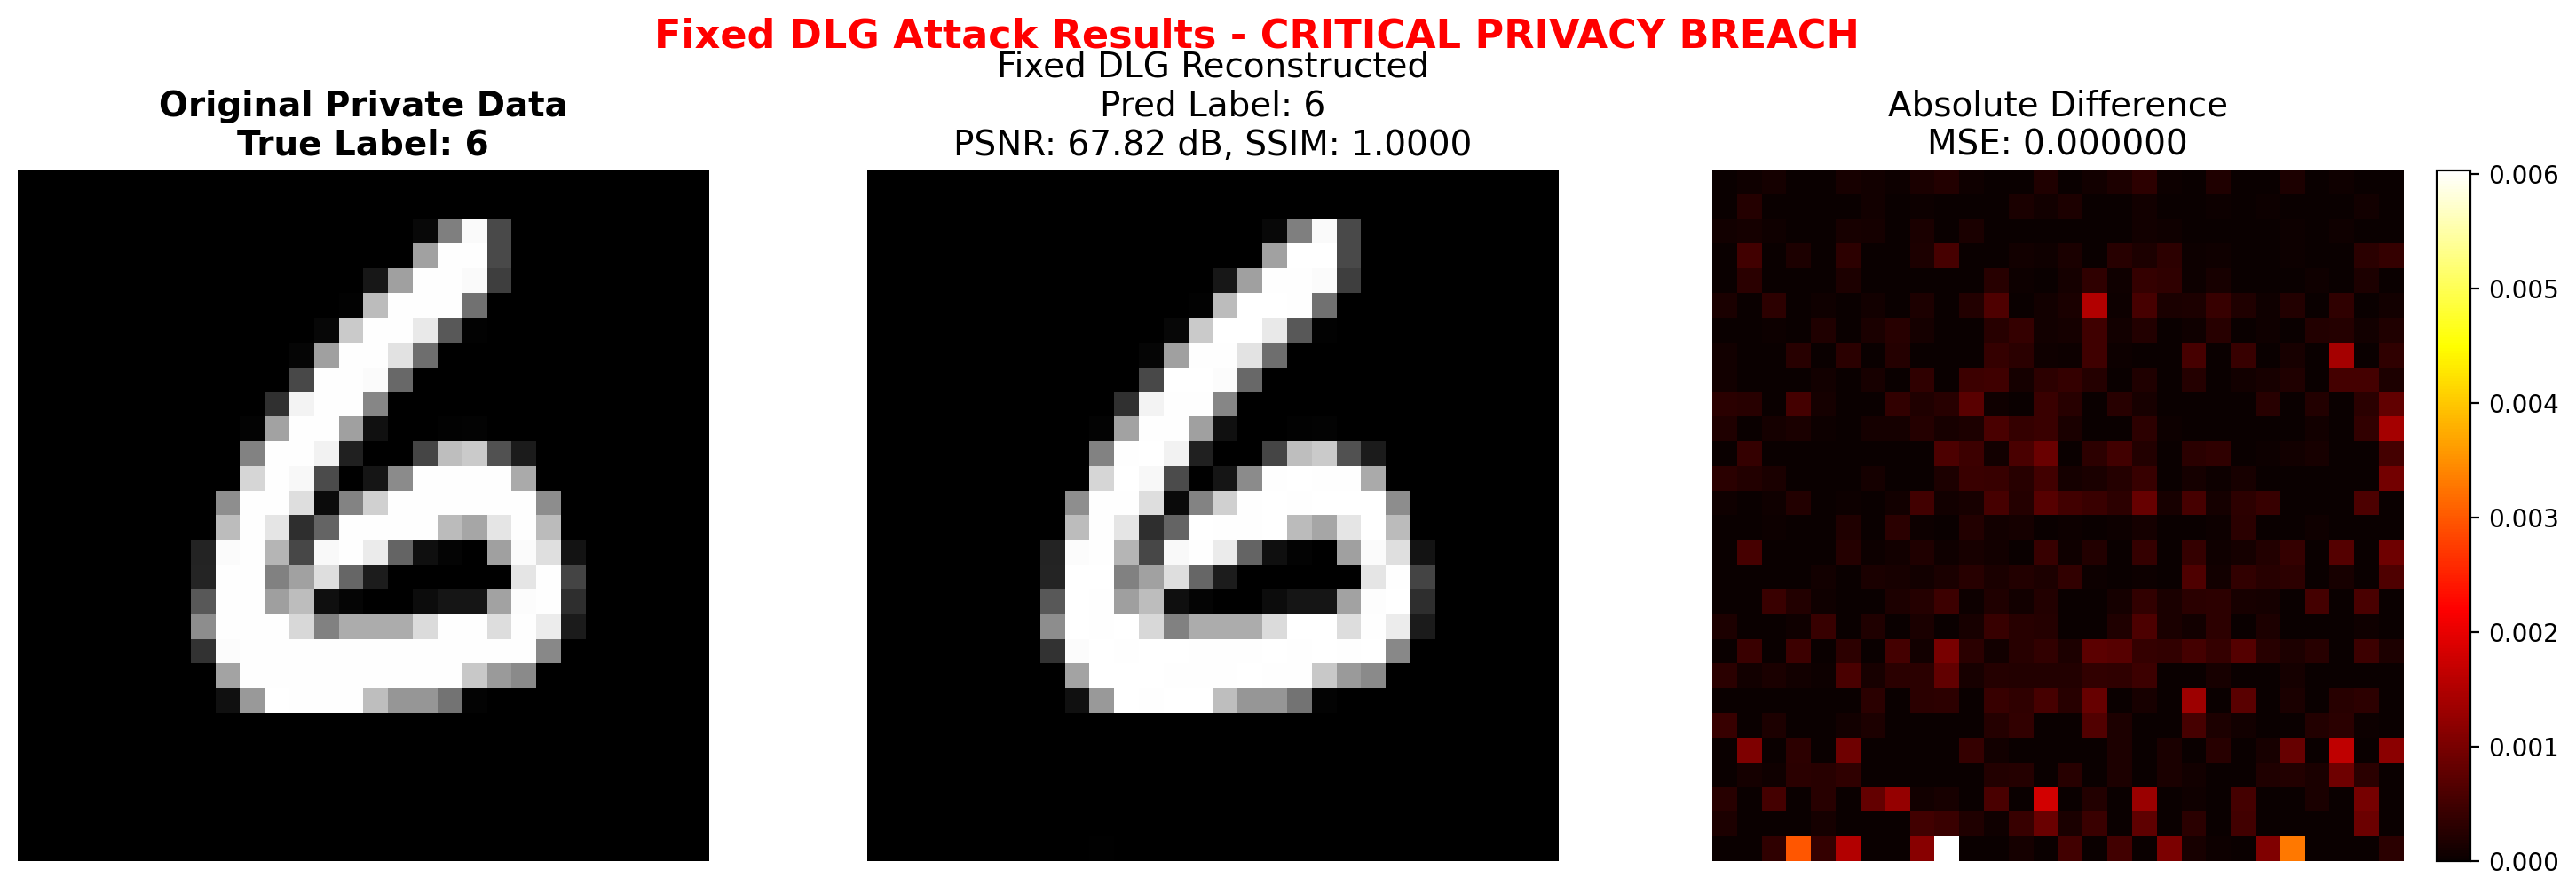 Fixed DLG Attack Results - CRITICAL PRIVACY BREACH
Original Private Data
True Label: 6
Fixed DLG Reconstructed
Pred Label: 6
PSNR: 67.82 dB, SSIM: 1.0000
Absolute Difference
MSE: 0.000000
6
6
0.006
0.005
0.004
0.003
0.002
0.001
0.000